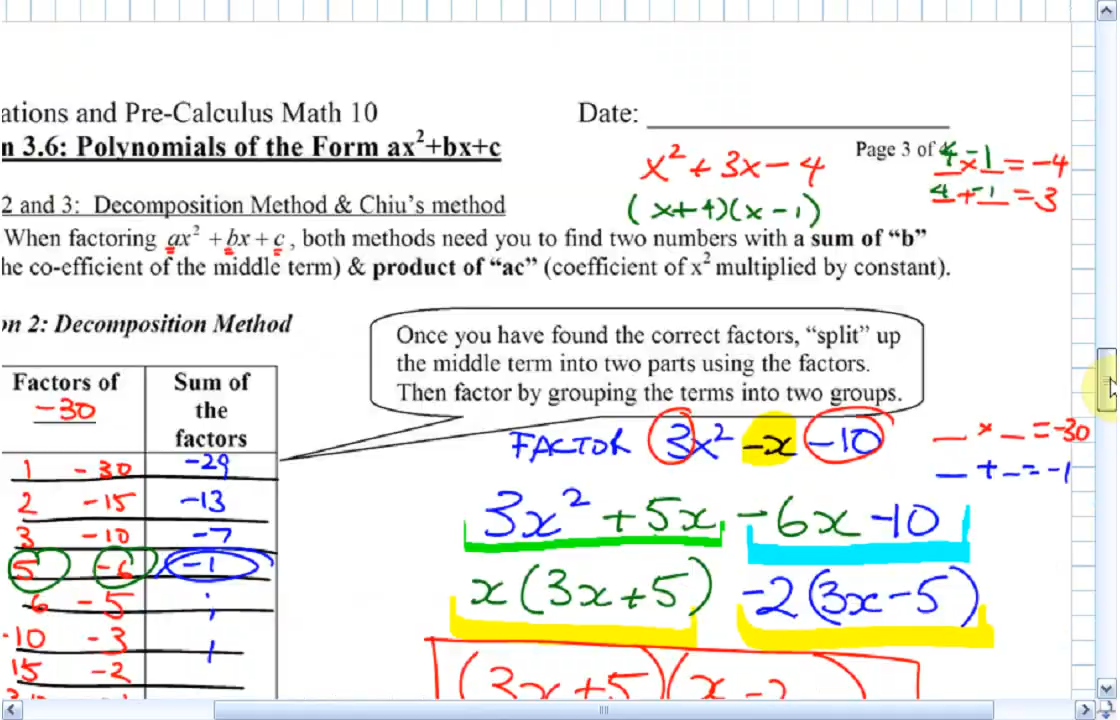 ations and Pre-Calculus Math 10 Date:
n 3.6: Polynomials of the Form ax²+bx+c Page 3 of
x² + 3x - 4 4 x -1 = -4
(x+4)(x-1) 4 + -1 = 3
2 and 3: Decomposition Method & Chiu's method
When factoring ax² + bx + c, both methods need you to find two numbers with a sum of "b"
he co-efficient of the middle term) & product of "ac" (coefficient of x² multiplied by constant).
on 2: Decomposition Method
Once you have found the correct factors, "split" up
the middle term into two parts using the factors.
Then factor by grouping the terms into two groups.
Factors of
-30
Sum of
the
factors
1 -30 -29
2 -15 -13
3 -10 -7
5 -6 -1
6 -5
-10 -3 1
15 -2
FACTOR 3x² -x -10
__ x __ = -30
__ + __ = -1
3x² + 5x - 6x - 10
x(3x+5) -2(3x-5)
(3x+5)(x-2